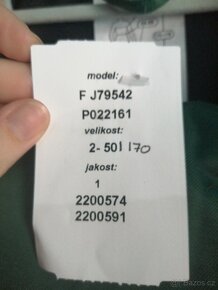 model:
F J79542
P022161
velikost:
2- 50 I 170
jakost:
1
2200574
2200591